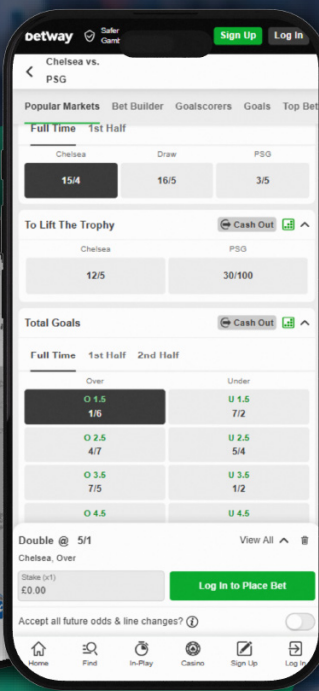 betway Safer Gambl Sign Up Log In
Chelsea vs.
PSG
Popular Markets Bet Builder Goalscorers Goals Top Bet
Full Time 1st Half
Chelsea Draw PSG
15/4 16/5 3/5
To Lift The Trophy Cash Out
Chelsea PSG
12/5 30/100
Total Goals Cash Out
Full Time 1st Half 2nd Half
Over Under
O 1.5 U 1.5
1/6 7/2
O 2.5 U 2.5
4/7 5/4
O 3.5 U 3.5
7/5 1/2
O 4.5 U 4.5
Double @ 5/1 View All
Chelsea, Over
Stake (x1)
£0.00 Log In to Place Bet
Accept all future odds & line changes?
Home Find In-Play Casino Sign Up Log In